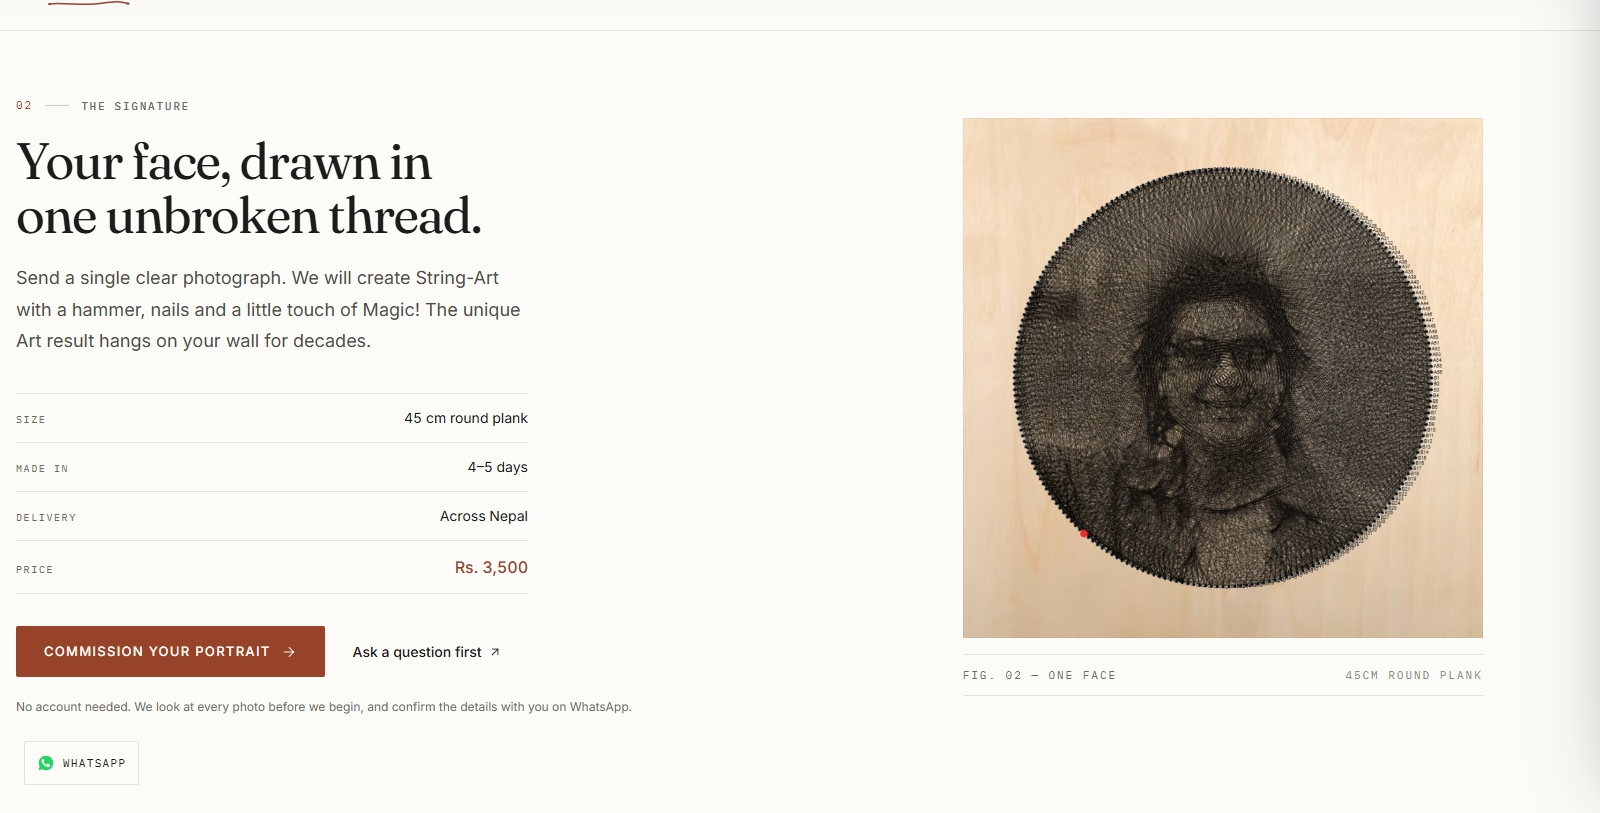 02 — THE SIGNATURE
Your face, drawn in
one unbroken thread.
Send a single clear photograph. We will create String-Art
with a hammer, nails and a little touch of Magic! The unique
Art result hangs on your wall for decades.
SIZE 45 cm round plank
MADE IN 4–5 days
DELIVERY Across Nepal
PRICE Rs. 3,500
COMMISSION YOUR PORTRAIT →
Ask a question first ↗
No account needed. We look at every photo before we begin, and confirm the details with you on WhatsApp.
WHATSAPP
FIG. 02 — ONE FACE 45CM ROUND PLANK